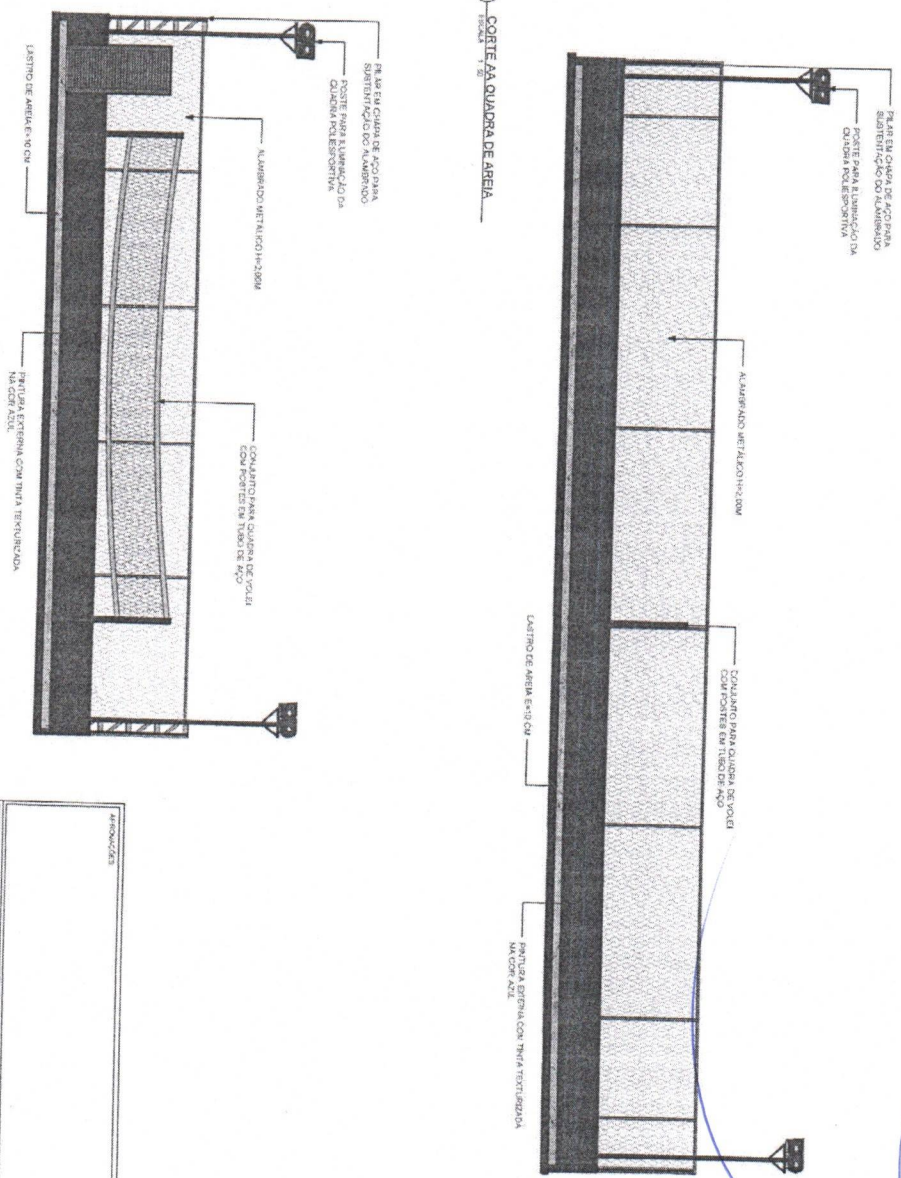 PILAR EM CHAPA DE AÇO PARA
SUSTENTAÇÃO DO ALAMBRADO
POSTE PARA ILUMINAÇÃO DA
QUADRA POLIESPORTIVA
ALAMBRADO METÁLICO H=2,00M
CONJUNTO PARA QUADRA DE VOLEI
COM POSTES EM TUBO DE AÇO
LASTRO DE AREIA E=10 CM
PINTURA EXTERNA COM TINTA TEXTURIZADA
NA COR AZUL
CORTE AA QUADRA DE AREIA
ESCALA 1:50
PILAR EM CHAPA DE AÇO PARA
SUSTENTAÇÃO DO ALAMBRADO
POSTE PARA ILUMINAÇÃO DA
QUADRA POLIESPORTIVA
ALAMBRADO METÁLICO H=2,00M
CONJUNTO PARA QUADRA DE VOLEI
COM POSTES EM TUBO DE AÇO
LASTRO DE AREIA E=10 CM
PINTURA EXTERNA COM TINTA TEXTURIZADA
NA COR AZUL
APROVAÇÕES